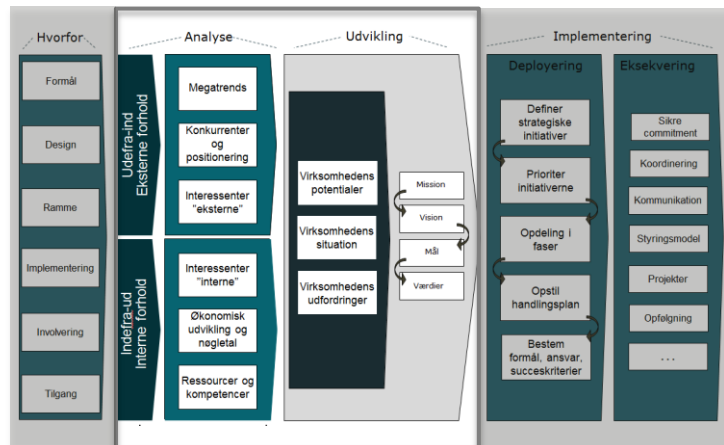 Hvorfor
Formål
Design
Ramme
Implementering
Involvering
Tilgang
Analyse
Udefra-ind
Eksterne forhold
Megatrends
Konkurrenter
og
positionering
Interessenter
"eksterne"
Indefra-ud
Interne forhold
Interessenter
"interne"
Økonomisk
udvikling og
nøgletal
Ressourcer og
kompetencer
Udvikling
Virksomhedens
potentialer
Virksomhedens
situation
Virksomhedens
udfordringer
Mission
Vision
Mål
Værdier
Implementering
Deployering
Definer
strategiske
initiativer
Prioriter
initiativerne
Opdeling i
faser
Opstil
handlingsplan
Bestem
formål, ansvar,
succeskriterier
Eksekvering
Sikre
commitment
Koordinering
Kommunikation
Styringsmodel
Projekter
Opfølgning
. . .